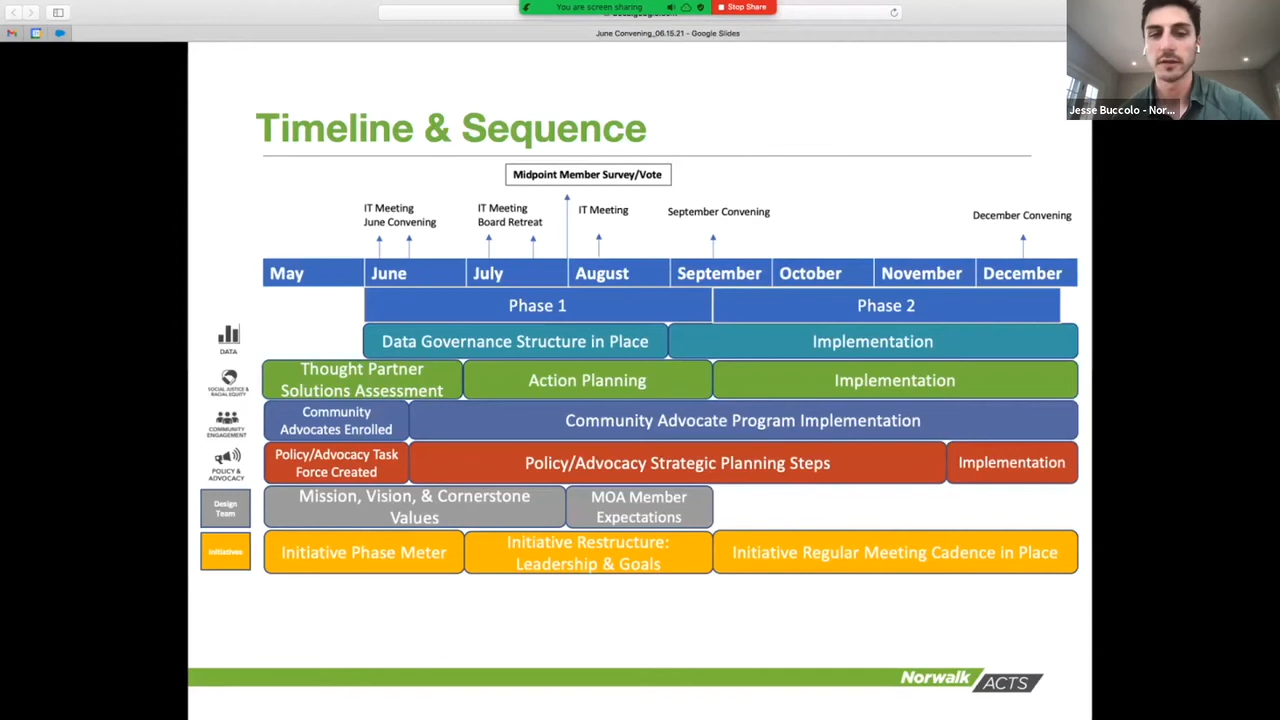 You are screen sharing
Stop Share
June Convening_06.15.21 - Google Slides
Jesse Buccolo - Nor...
Timeline & Sequence
Midpoint Member Survey/Vote
IT Meeting
June Convening
IT Meeting
Board Retreat
IT Meeting
September Convening
December Convening
May June July August September October November December
Phase 1 Phase 2
DATA
Data Governance Structure in Place Implementation
SOCIAL JUSTICE &
RACIAL EQUITY
Thought Partner
Solutions Assessment
Action Planning
Implementation
COMMUNITY
ENGAGEMENT
Community
Advocates Enrolled
Community Advocate Program Implementation
POLICY &
ADVOCACY
Policy/Advocacy Task
Force Created
Policy/Advocacy Strategic Planning Steps
Implementation
Design
Team
Mission, Vision, & Cornerstone
Values
MOA Member
Expectations
Initiatives
Initiative Phase Meter
Initiative Restructure:
Leadership & Goals
Initiative Regular Meeting Cadence in Place
Norwalk ACTS